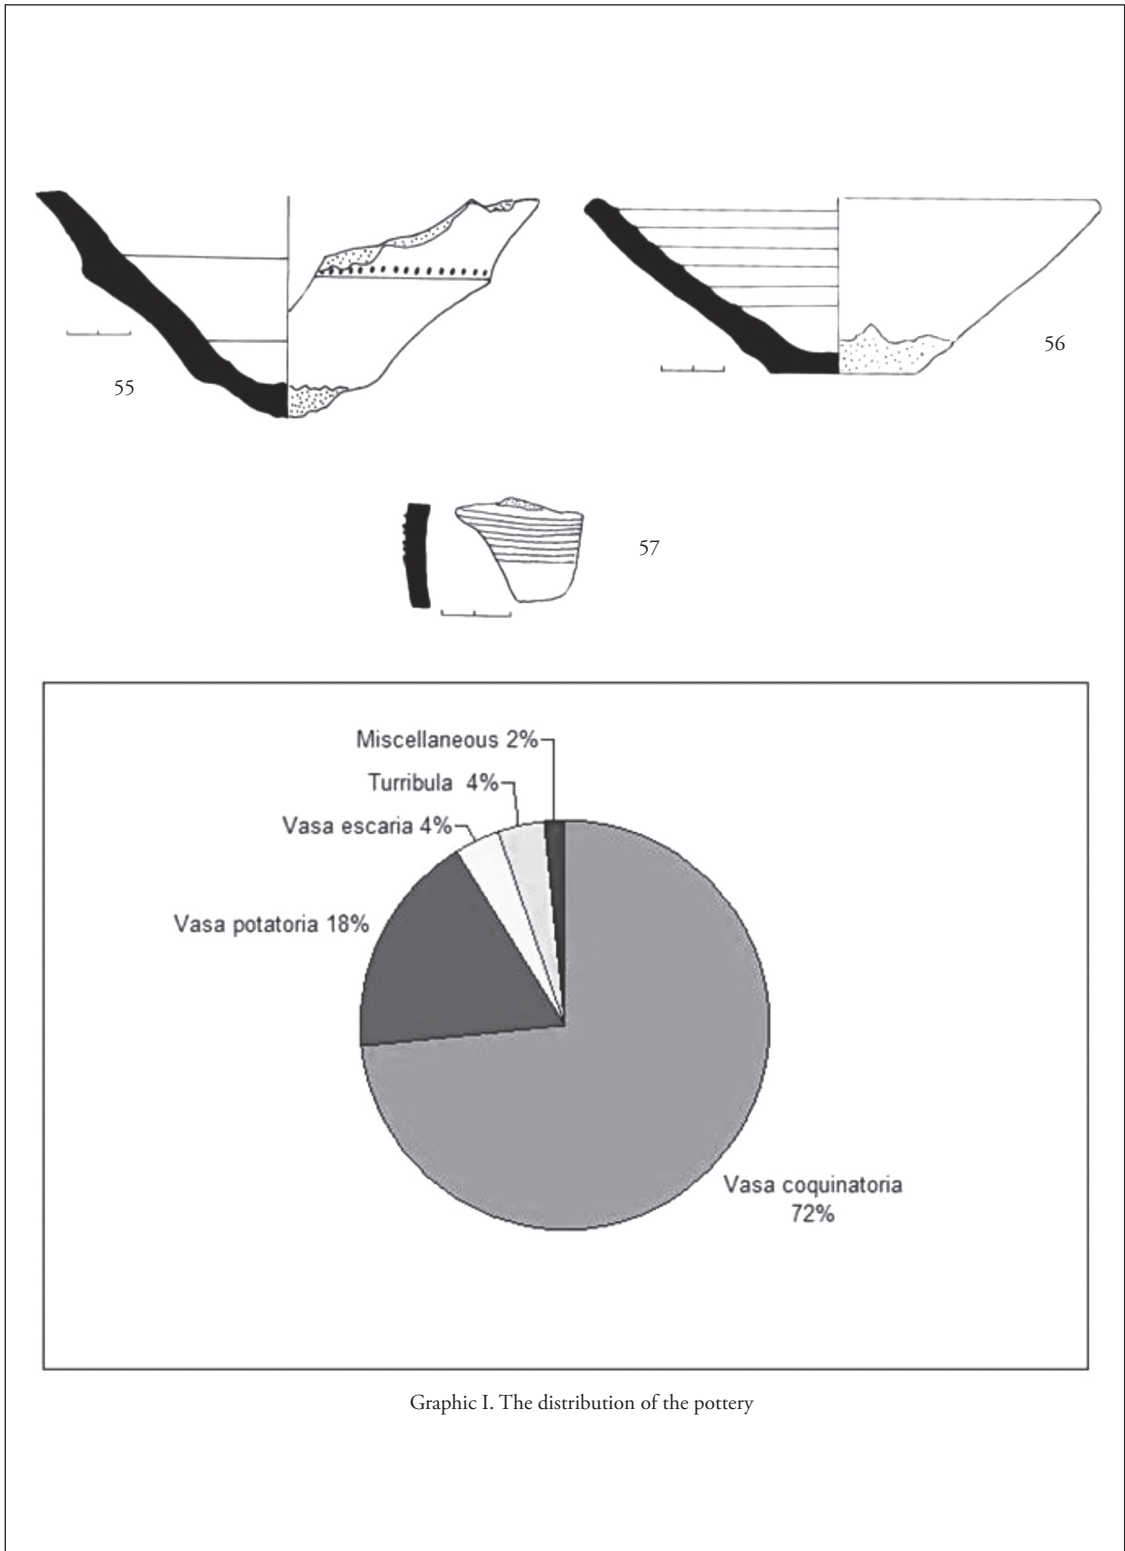 55
56
57
Miscellaneous 2%
Turribula 4%
Vasa escaria 4%
Vasa potatoria 18%
Vasa coquinatoria
72%
Graphic I. The distribution of the pottery